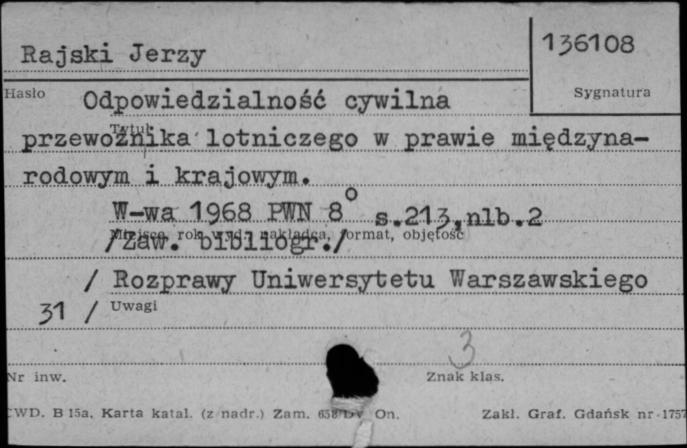 Rajski Jerzy
136108
Hasło
Sygnatura
Odpowiedzialność cywilna
Tytuł
przewoźnika lotniczego w prawie międzyna-
rodowym i krajowym.
W-wa 1968 PWN 8° s.213,nlb.2
Miejsce, rok wyd., nakładca, format, objętość
/Zaw. bibliogr./
/ Rozprawy Uniwersytetu Warszawskiego
31 /
Uwagi
3
Nr inw.
Znak klas.
CWD. B 15a, Karta katal. (z nadr.) Zam. On.
Zakl. Graf. Gdańsk nr 1757